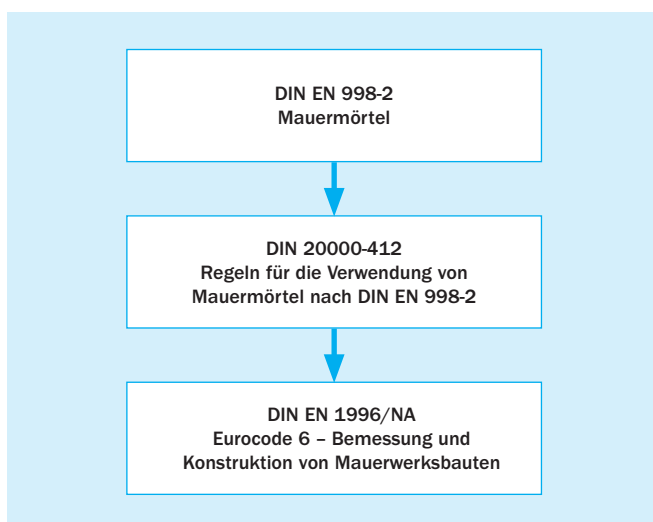 DIN EN 998-2
Mauermörtel
DIN 20000-412
Regeln für die Verwendung von
Mauermörtel nach DIN EN 998-2
DIN EN 1996/NA
Eurocode 6 – Bemessung und
Konstruktion von Mauerwerksbauten